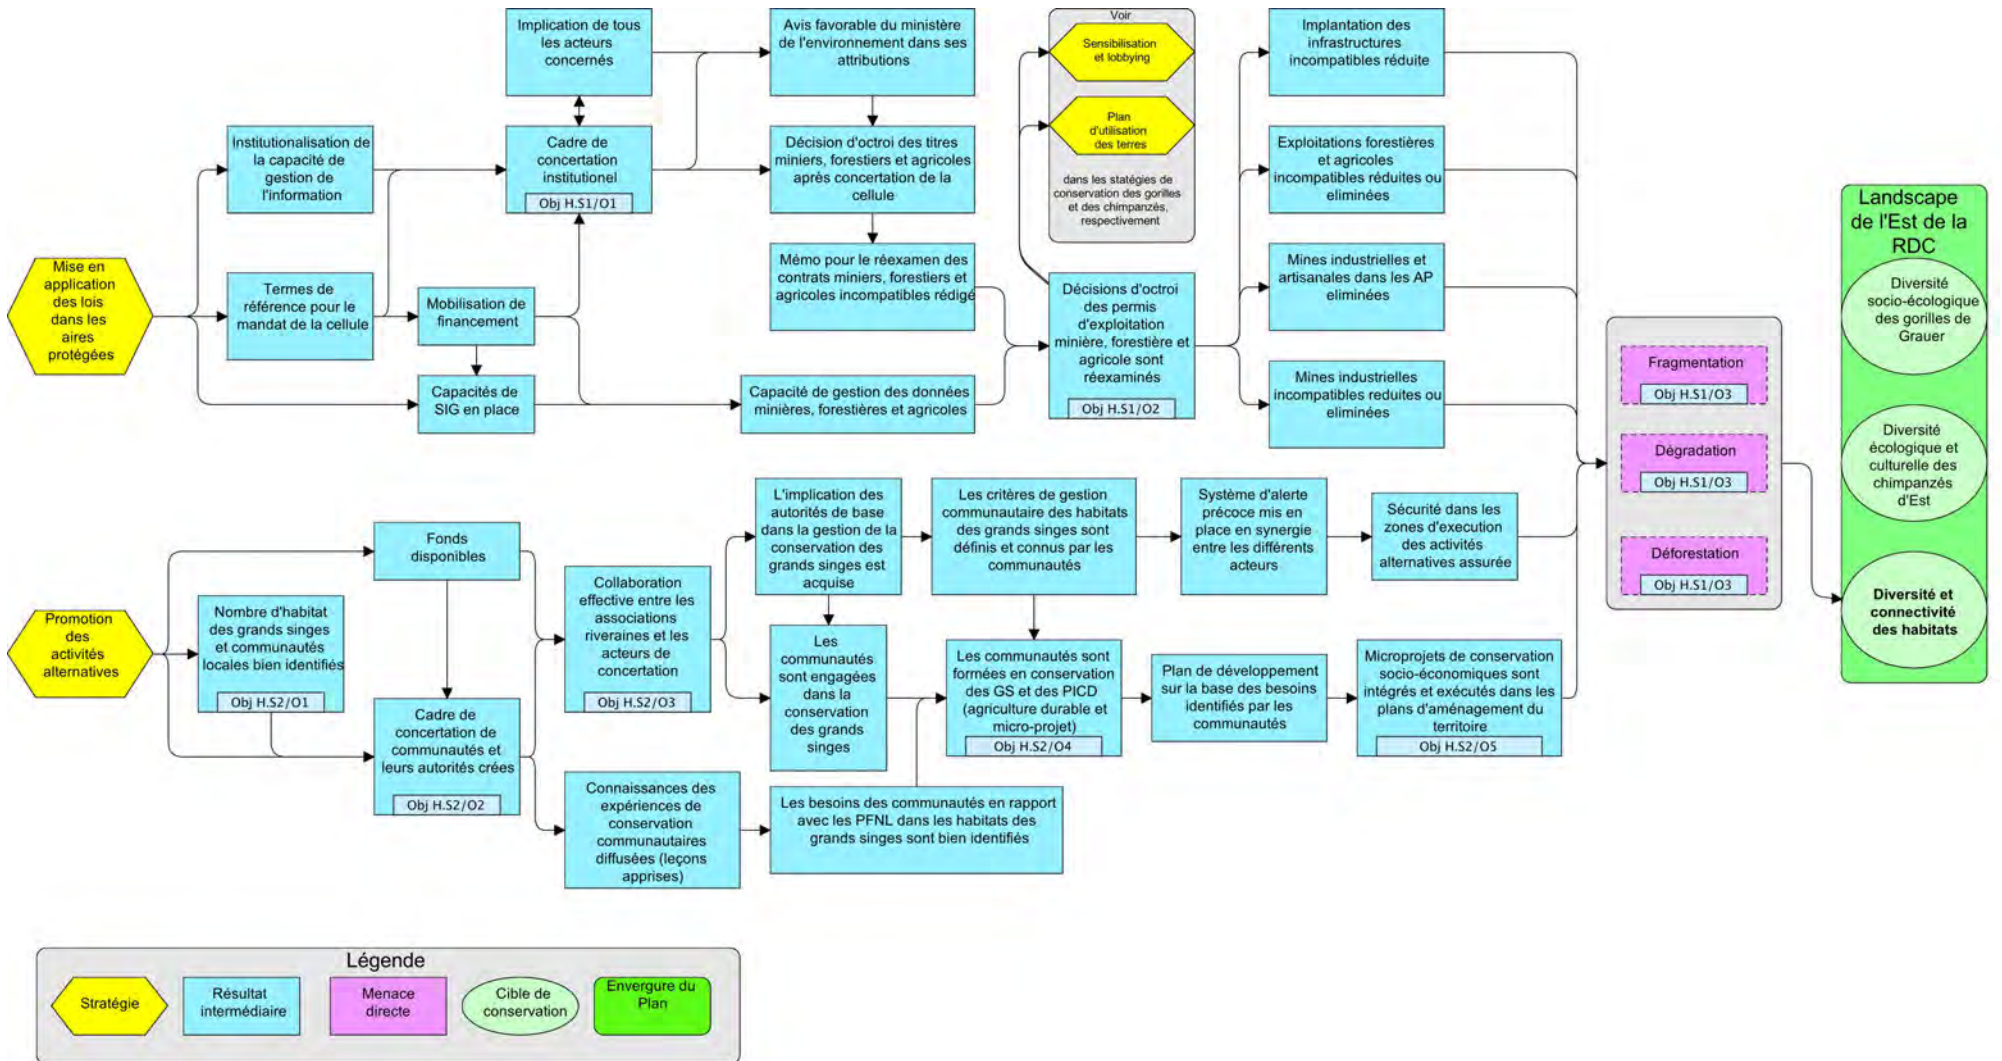 Mise en
application
des lois
dans les
aires
protégées
Institutionalisation de
la capacité de
gestion de
l'information
Termes de
référence pour le
mandat de la cellule
Mobilisation de
financement
Capacités de
SIG en place
Implication de tous
les acteurs
concernés
Cadre de
concertation
institutionel
Obj H.S1/O1
Avis favorable du ministère
de l'environnement dans ses
attributions
Décision d'octroi des titres
miniers, forestiers et agricoles
après concertation de la
cellule
Mémo pour le réexamen des
contrats miniers, forestiers et
agricoles incompatibles rédigé
Capacité de gestion des données
minières, forestières et agricoles
Voir
Sensibilisation
et lobbying
Plan
d'utilisation
des terres
dans les statégies de
conservation des gorilles
et des chimpanzés,
respectivement
Décisions d'octroi
des permis
d'exploitation
minière, forestière et
agricole sont
réexaminés
Obj H.S1/O2
Implantation des
infrastructures
incompatibles réduite
Exploitations forestières
et agricoles
incompatibles réduites ou
eliminées
Mines industrielles et
artisanales dans les AP
eliminées
Mines industrielles
incompatibles reduites ou
eliminées
Promotion
des
activités
alternatives
Nombre d'habitat
des grands singes
et communautés
locales bien identifiés
Obj H.S2/O1
Fonds
disponibles
Cadre de
concertation de
communautés et
leurs autorités crées
Obj H.S2/O2
Collaboration
effective entre les
associations
riveraines et les
acteurs de
concertation
Obj H.S2/O3
Connaissances des
expériences de
conservation
communautaires
diffusées (leçons
apprises)
L'implication des
autorités de base
dans la gestion de la
conservation des
grands singes est
acquise
Les
communautés
sont engagées
dans la
conservation
des grands
singes
Les besoins des communautés en rapport
avec les PFNL dans les habitats des
grands singes sont bien identifiés
Les critères de gestion
communautaire des habitats
des grands singes sont
définis et connus par les
communautés
Les communautés sont
fornées en conservation
des GS et des PICD
(agriculture durable et
micro-projet)
Obj H.S2/O4
Système d'alerte
précoce mis en
place en synergie
entre les différents
acteurs
Plan de développement
sur la base des besoins
identifiés par les
communautés
Sécurité dans les
zones d'execution
des activités
alternatives assurée
Microprojets de conservation
socio-économiques sont
intégrés et exécutés dans les
plans d'aménagement du
territoire
Obj H.S2/O5
Fragmentation
Obj H.S1/O3
Dégradation
Obj H.S1/O3
Déforestation
Obj H.S1/O3
Landscape
de l'Est de la
RDC
Diversité
socio-écologique
des gorilles de
Grauer
Diversité
écologique et
culturelle des
chimpanzés
d'Est
Diversité et
connectivité
des habitats
Légende
Stratégie
Résultat
intermédiaire
Menace
directe
Cible de
conservation
Envergure du
Plan